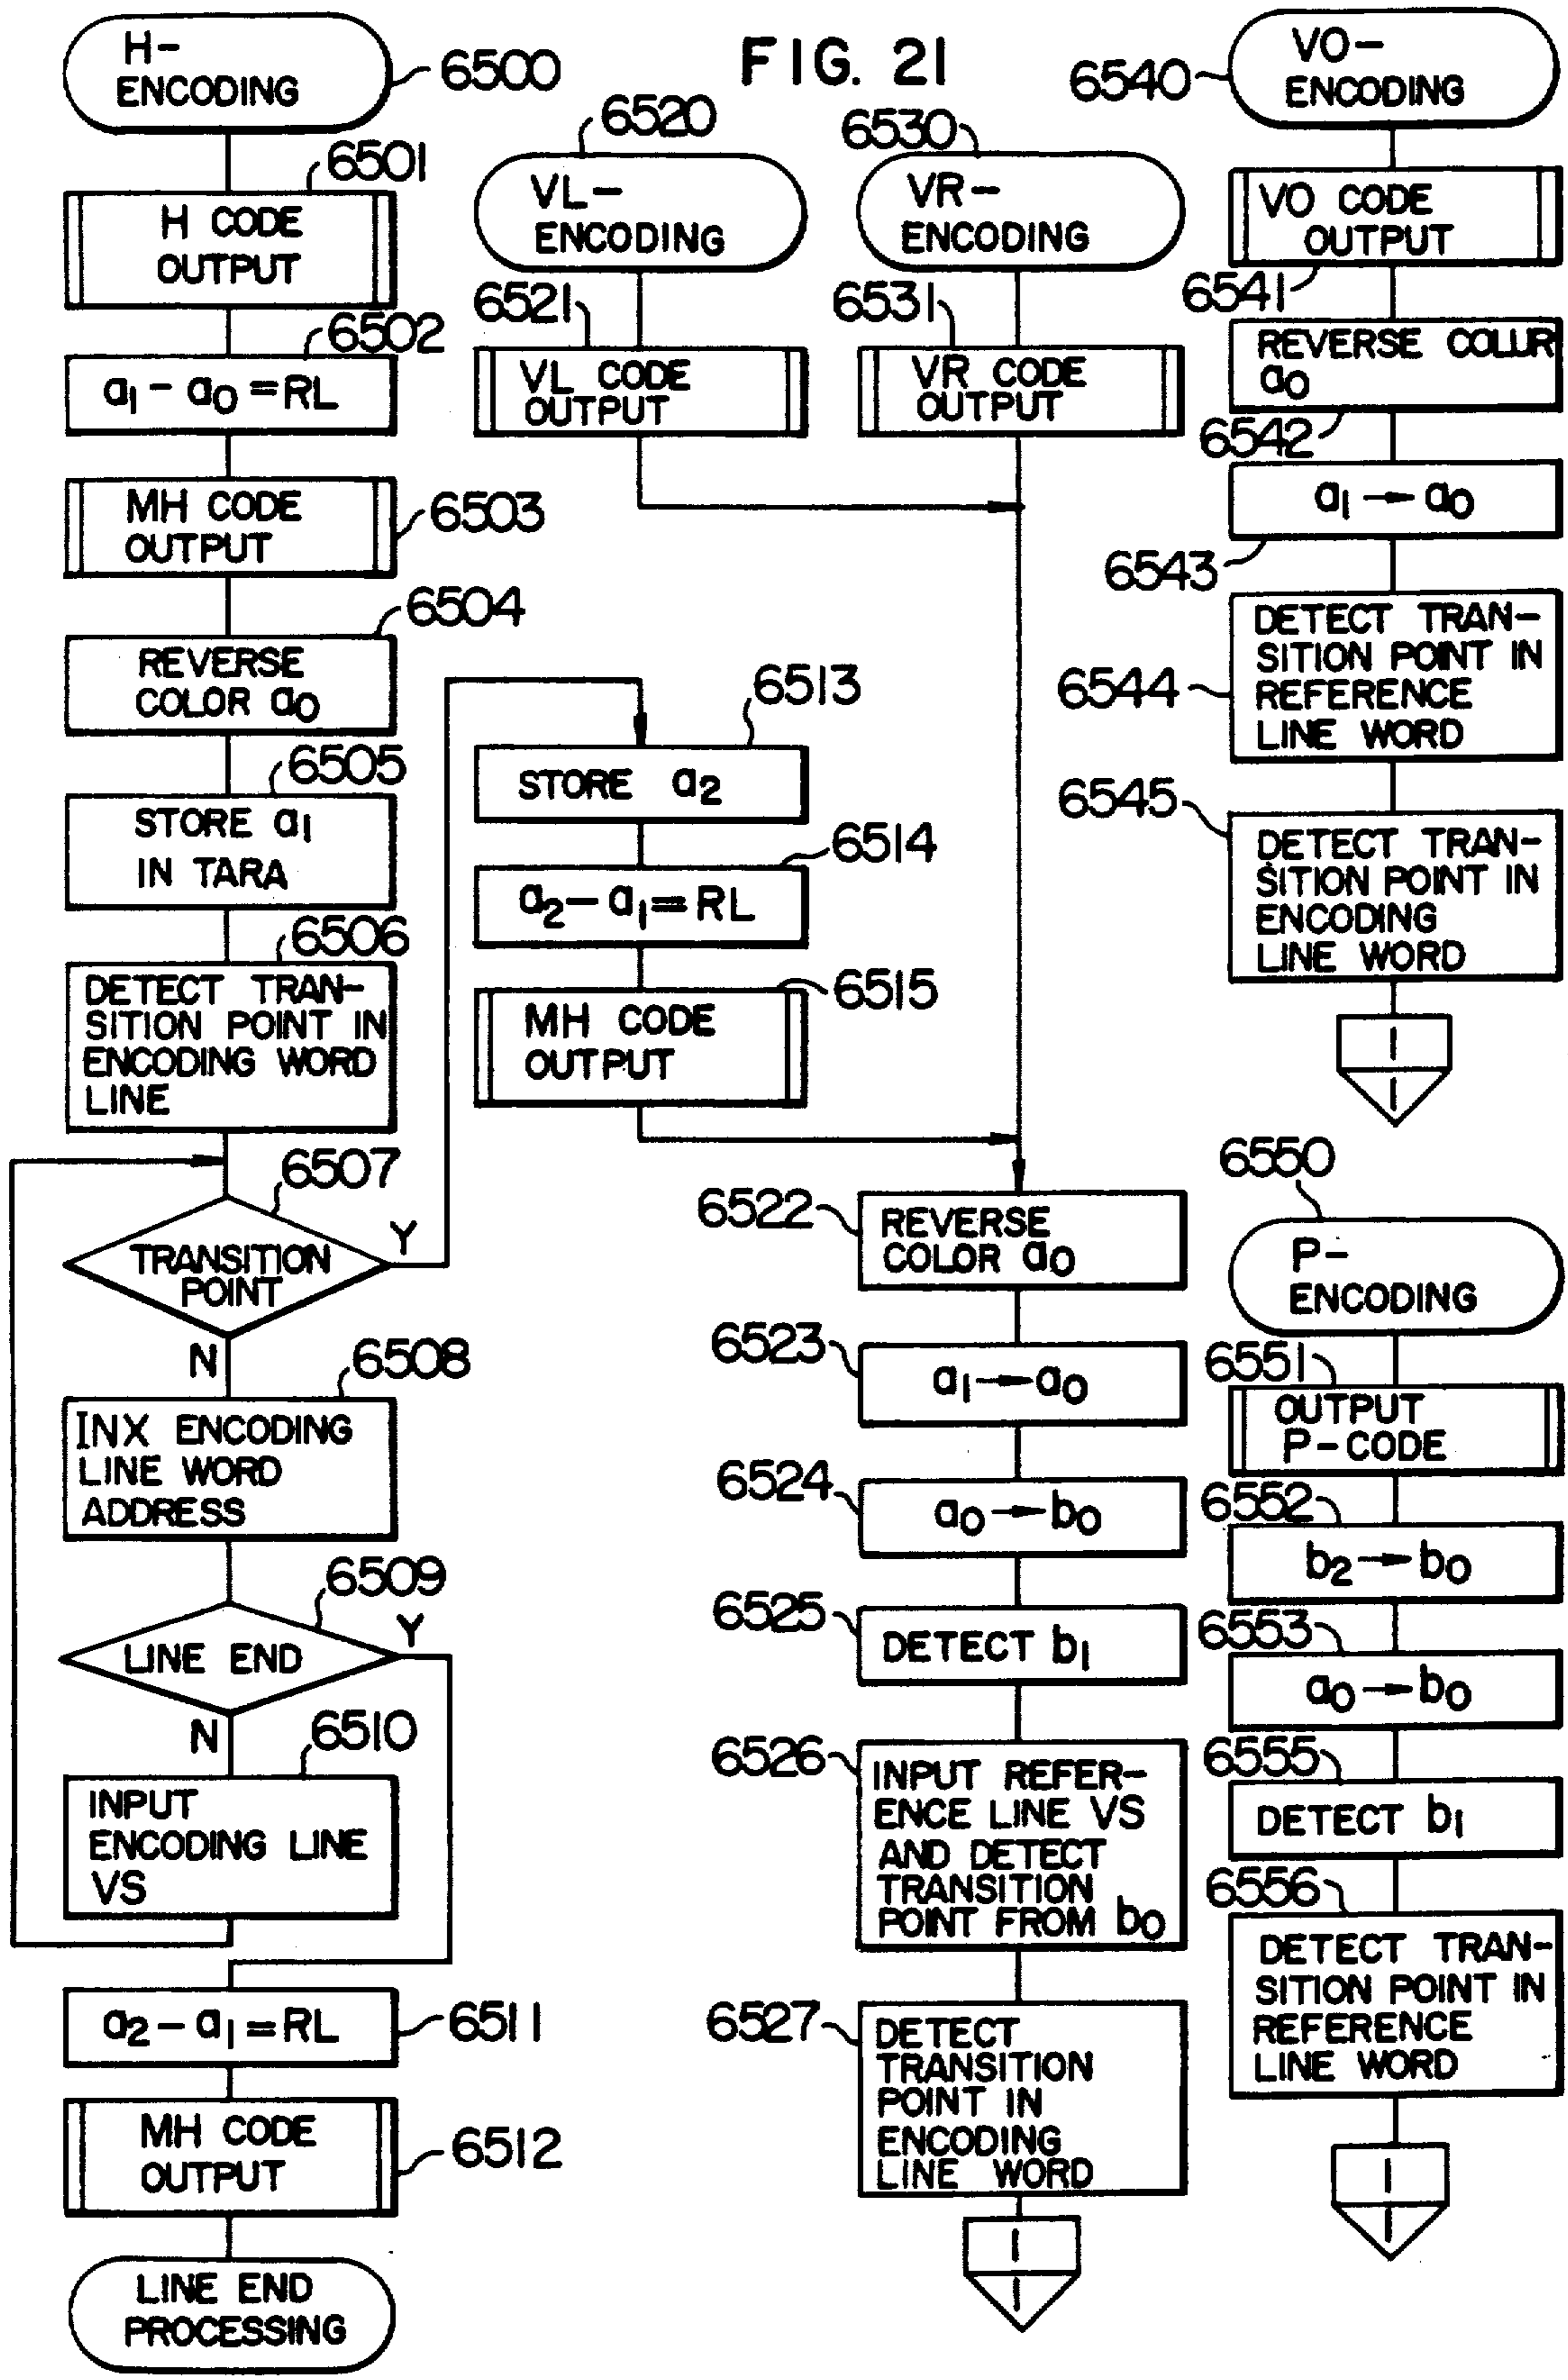 FIG. 21
H-
ENCODING
6500
6501
H CODE
OUTPUT
6502
a1 - a0 = RL
MH CODE
OUTPUT
6503
6504
REVERSE
COLOR a0
6505
STORE a1
IN TARA
6506
DETECT TRAN-
SITION POINT IN
ENCODING WORD
LINE
6507
TRANSITION
POINT
Y
N
6508
INX ENCODING
LINE WORD
ADDRESS
6509
LINE END
Y
N
6510
INPUT
ENCODING LINE
VS
a2 - a1 = RL
6511
MH CODE
OUTPUT
6512
LINE END
PROCESSING
6513
STORE a2
6514
a2 - a1 = RL
6515
MH CODE
OUTPUT
6520
VL-
ENCODING
6521
VL CODE
OUTPUT
6530
VR-
ENCODING
6531
VR CODE
OUTPUT
6522
REVERSE
COLOR a0
6523
a1 → a0
6524
a0 → b0
6525
DETECT b1
6526
INPUT REFER-
ENCE LINE VS
AND DETECT
TRANSITION
POINT FROM b0
6527
DETECT
TRANSITION
POINT IN
ENCODING
LINE WORD
1
6540
VO-
ENCODING
VO CODE
OUTPUT
6541
REVERSE COLUR
a0
6542
a1 → a0
6543
DETECT TRAN-
SITION POINT IN
REFERENCE
LINE WORD
6544
6545
DETECT TRAN-
SITION POINT IN
ENCODING
LINE WORD
1
6550
P-
ENCODING
6551
OUTPUT
P-CODE
6552
b2 → b0
6553
a0 → b0
6555
DETECT b1
6556
DETECT TRAN-
SITION POINT IN
REFERENCE
LINE WORD
1